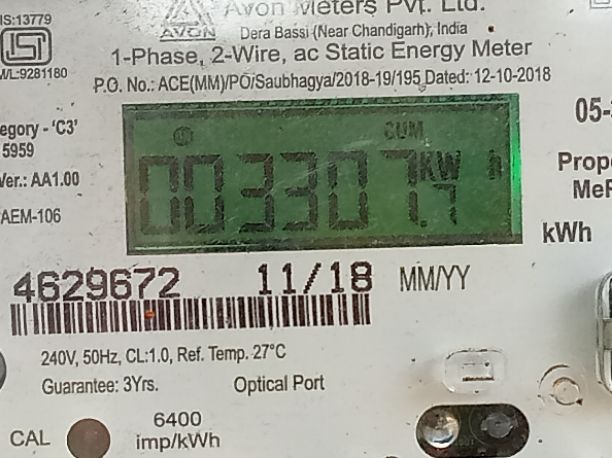 IS:13779
Avon Meters Pvt. Ltd.
AVON
Dera Bassi (Near Chandigarh), India
ISI
1-Phase, 2-Wire, ac Static Energy Meter
WL:9281180
P.O. No.: ACE(MM)/PO/Saubhagya/2018-19/195 Dated: 12-10-2018
05-
egory - 'C3'
5959
CUM
003307.7 KW h
Ver.: AA1.00
Prope
MeP
AEM-106
kWh
4629672 11/18 MM/YY
240V, 50Hz, CL:1.0, Ref. Temp. 27°C
Guarantee: 3Yrs. Optical Port
6400
CAL imp/kWh